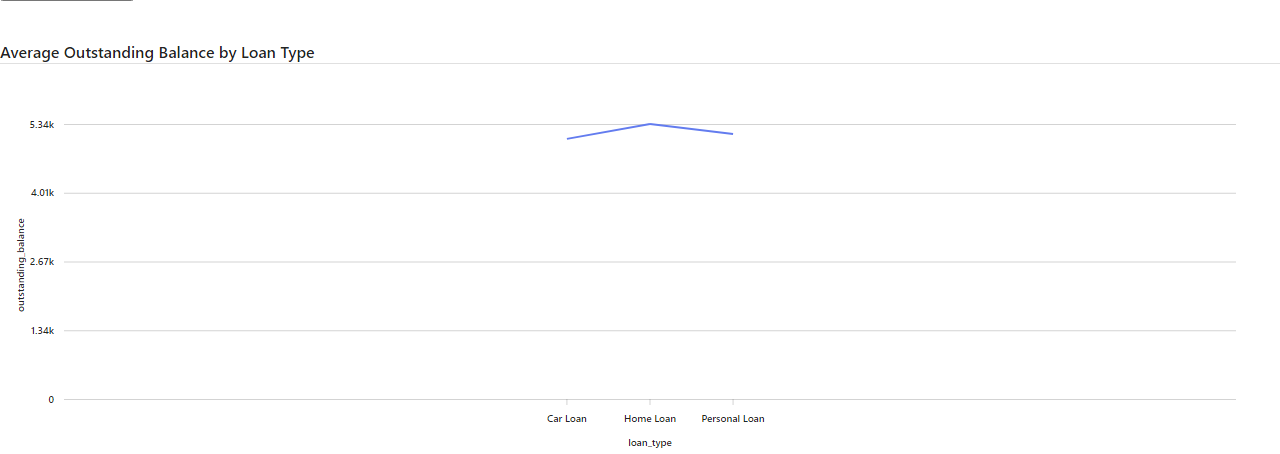 Average Outstanding Balance by Loan Type
5.34k
4.01k
2.67k
1.34k
0
outstanding_balance
Car Loan Home Loan Personal Loan
loan_type